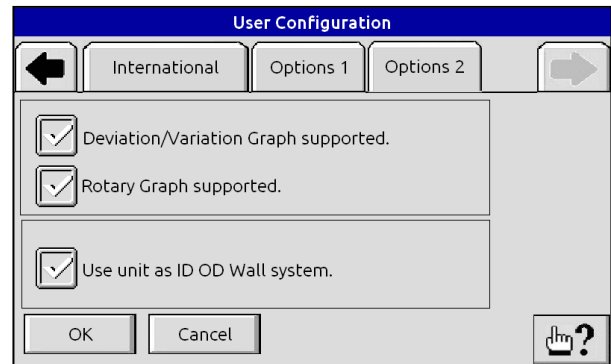 User Configuration
International Options 1 Options 2
Deviation/Variation Graph supported.
Rotary Graph supported.
Use unit as ID OD Wall system.
OK Cancel
?